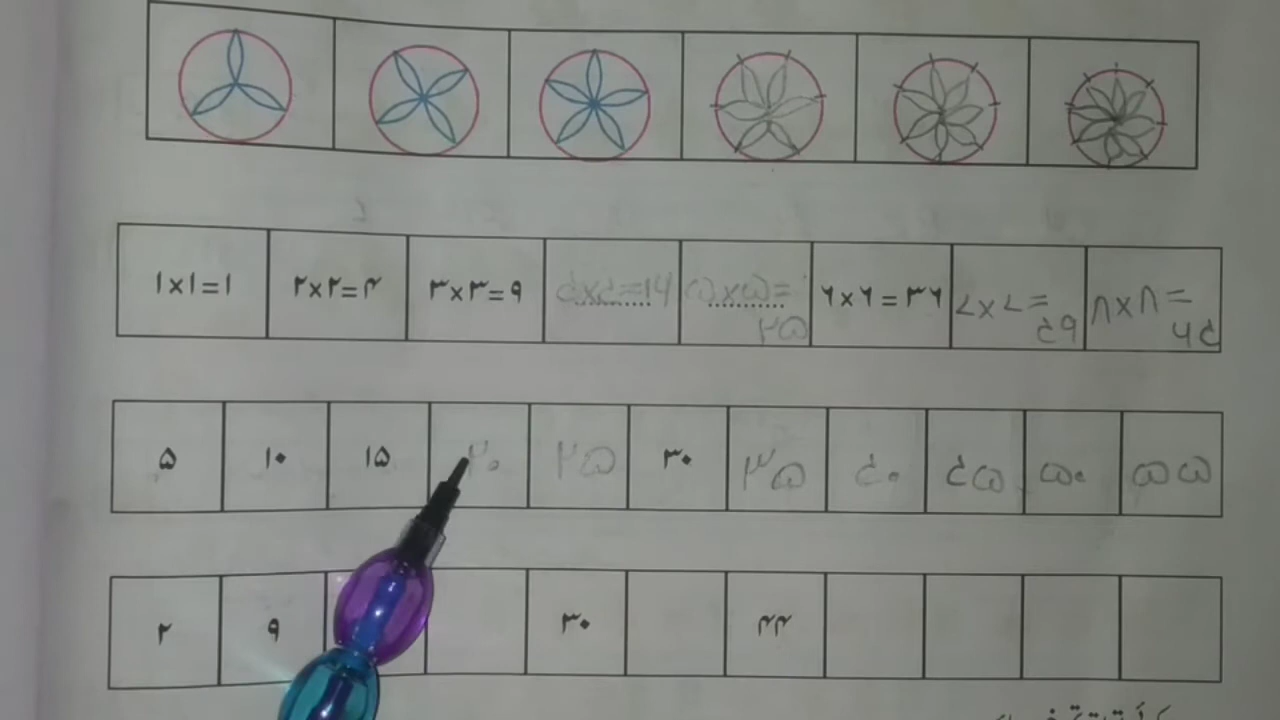 ۱×۱=۱ ۲×۲=۴ ۳×۳=۹ ۴×۴=۱۶ ۵×۵=۲۵ ۶×۶=۳۶ ۷×۷=۴۹ ۸×۸=۶۴
۵ ۱۰ ۱۵ ۲۰ ۲۵ ۳۰ ۳۵ ۴۰ ۴۵ ۵۰ ۵۵
۲ ۹ ۳۰ ۴۴